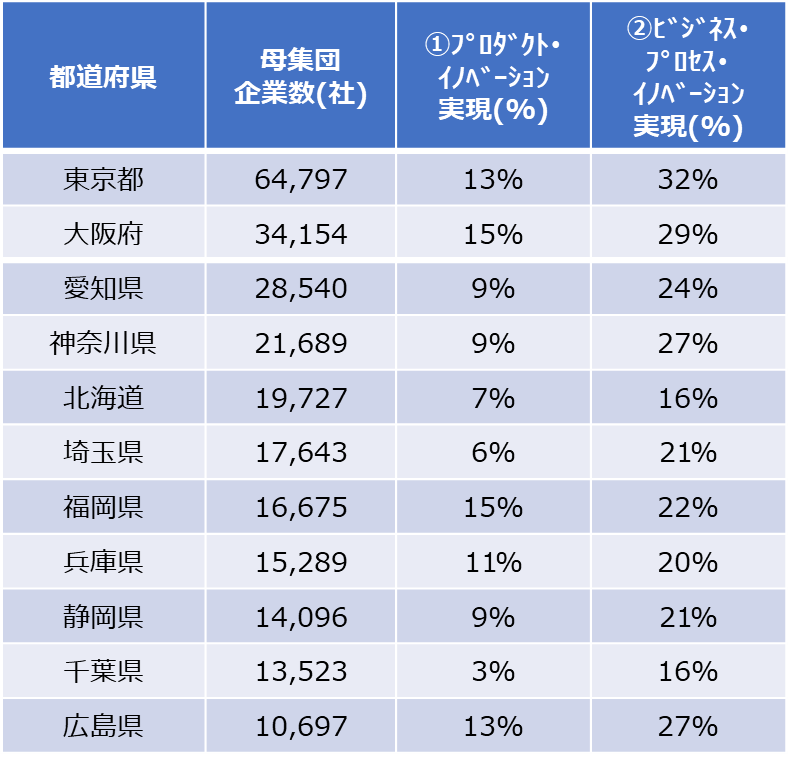 都道府県
母集団
企業数(社)
①ﾌﾟﾛﾀﾞｸﾄ・
ｲﾉﾍﾞｰｼｮﾝ
実現(%)
②ﾋﾞｼﾞﾈｽ・
ﾌﾟﾛｾｽ・
ｲﾉﾍﾞｰｼｮﾝ
実現(%)
東京都 64,797 13% 32%
大阪府 34,154 15% 29%
愛知県 28,540 9% 24%
神奈川県 21,689 9% 27%
北海道 19,727 7% 16%
埼玉県 17,643 6% 21%
福岡県 16,675 15% 22%
兵庫県 15,289 11% 20%
静岡県 14,096 9% 21%
千葉県 13,523 3% 16%
広島県 10,697 13% 27%